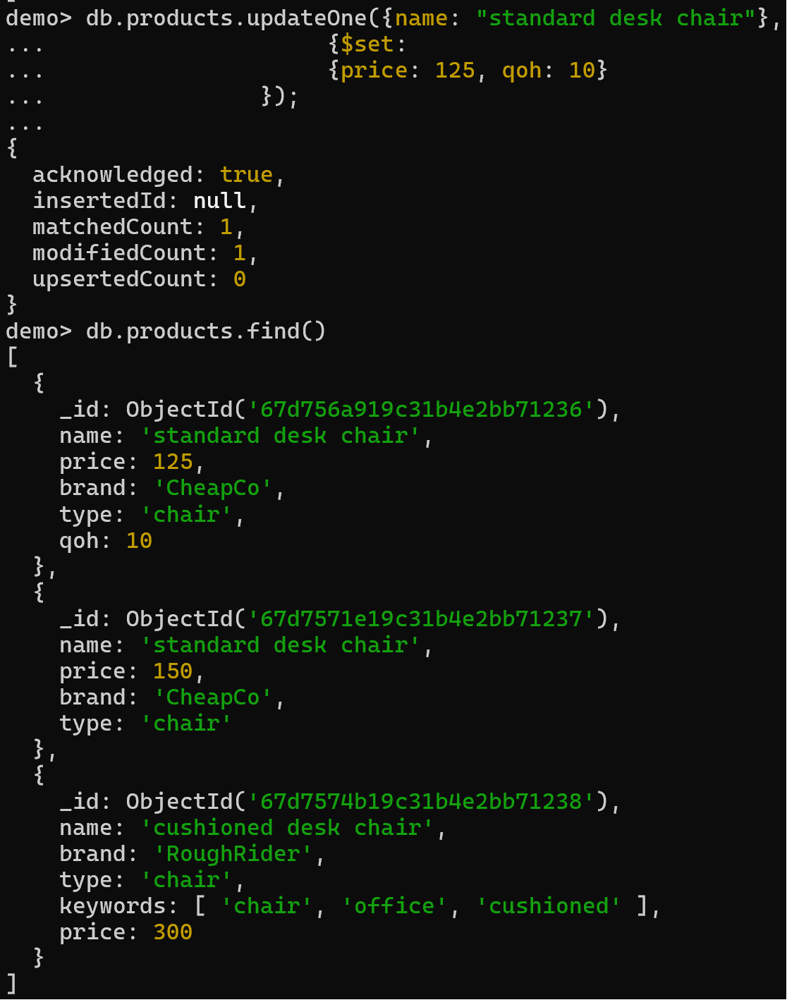 demo> db.products.updateOne({name: "standard desk chair"},
...                      {$set:
...                      {price: 125, qoh: 10}
...                 });
...
{
  acknowledged: true,
  insertedId: null,
  matchedCount: 1,
  modifiedCount: 1,
  upsertedCount: 0
}
demo> db.products.find()
[
  {
    _id: ObjectId('67d756a919c31b4e2bb71236'),
    name: 'standard desk chair',
    price: 125,
    brand: 'CheapCo',
    type: 'chair',
    qoh: 10
  },
  {
    _id: ObjectId('67d7571e19c31b4e2bb71237'),
    name: 'standard desk chair',
    price: 150,
    brand: 'CheapCo',
    type: 'chair'
  },
  {
    _id: ObjectId('67d7574b19c31b4e2bb71238'),
    name: 'cushioned desk chair',
    brand: 'RoughRider',
    type: 'chair',
    keywords: [ 'chair', 'office', 'cushioned' ],
    price: 300
  }
]